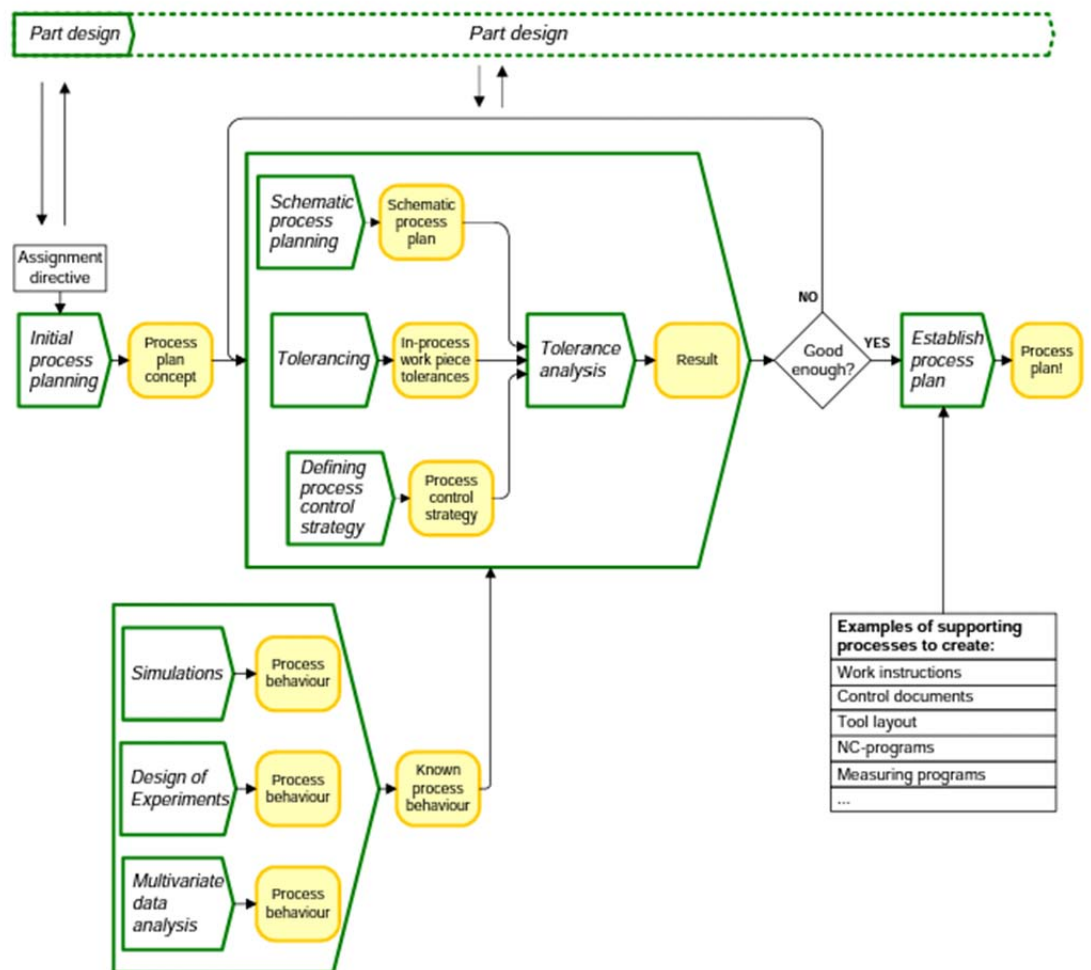 Part design
Part design
Assignment
directive
Initial
process
planning
Process
plan
concept
Schematic
process
planning
Schematic
process
plan
Tolerancing
In-process
work piece
tolerances
Defining
process
control
strategy
Process
control
strategy
Tolerance
analysis
Result
NO
Good
enough?
YES
Establish
process
plan
Process
plan!
Simulations
Process
behaviour
Design of
Experiments
Process
behaviour
Multivariate
data
analysis
Process
behaviour
Known
process
behaviour
Examples of supporting
processes to create:
Work instructions
Control documents
Tool layout
NC-programs
Measuring programs
...